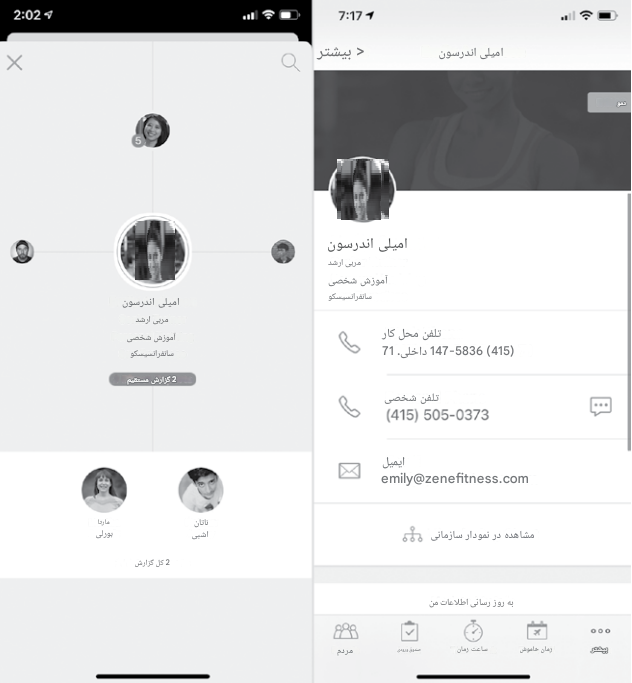 2:02
5
امیلی اندرسون
مربی ارشد
آموزش شخصی
سانفرانسیسکو
2 گزارش مستقیم
مارتا
بورلی
ناتان
اشبی
2 کل گزارش
7:17
بیشتر >
امیلی اندرسون
امیلی اندرسون
مربی ارشد
آموزش شخصی
سانفرانسیسکو
تلفن محل کار
(415) 147-5836 داخلی. 71
تلفن شخصی
(415) 505-0373
ایمیل
emily@zenefitness.com
مشاهده در نمودار سازمانی
به روز رسانی اطلاعات من
مردم
ساعت زمان
زمان خاموش
بیشتر